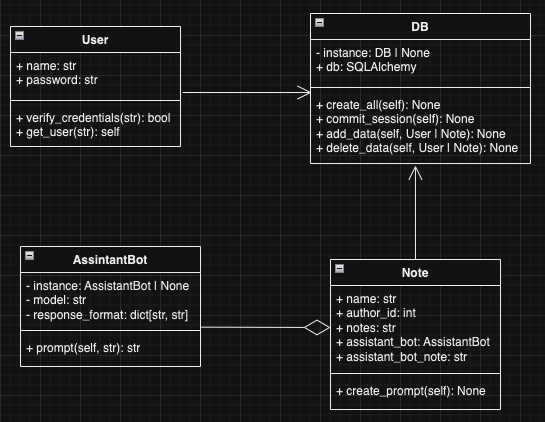 User
+ name: str
+ password: str
+ verify_credentials(str): bool
+ get_user(str): self
DB
- instance: DB | None
+ db: SQLAlchemy
+ create_all(self): None
+ commit_session(self): None
+ add_data(self, User | Note): None
+ delete_data(self, User | Note): None
AssintantBot
- instance: AssistantBot | None
- model: str
- response_format: dict[str, str]
+ prompt(self, str): str
Note
+ name: str
+ author_id: int
+ notes: str
+ assistant_bot: AssistantBot
+ assistant_bot_note: str
+ create_prompt(self): None